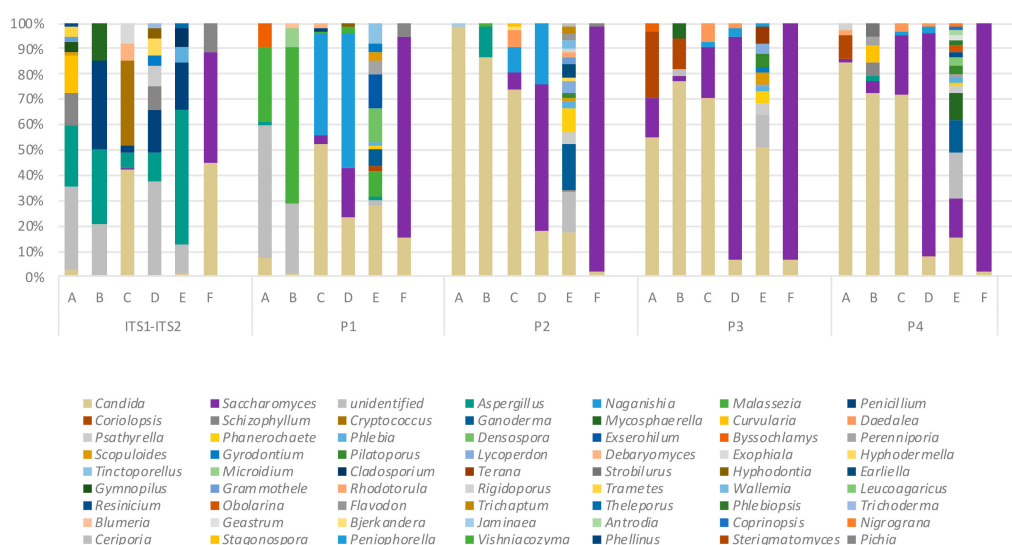 100%
90%
80%
70%
60%
50%
40%
30%
20%
10%
0%
A B C D E F A B C D E F A B C D E F A B C D E F A B C D E F
ITS1-ITS2 P1 P2 P3 P4
Candida Saccharomyces unidentified Aspergillus Naganishia Malassezia Penicillium
Coriolopsis Schizophyllum Cryptococcus Ganoderma Mycosphaerella Curvularia Daedalea
Psathyrella Phanerochaete Phlebia Densospora Exserohilum Byssochlamys Perenniporia
Scopuloides Gyrodontium Pilatoporus Lycoperdon Debaryomyces Exophiala Hyphodermella
Tinctoporellus Microidium Cladosporium Terana Strobilurus Hyphodontia Earliella
Gymnopilus Grammothele Rhodotorula Rigidoporus Trametes Wallemia Leucoagaricus
Resinicium Obolarina Flavodon Trichaptum Theleporus Phlebiopsis Trichoderma
Blumeria Geastrum Bjerkandera Jaminaea Antrodia Coprinopsis Nigrograna
Ceriporia Stagonospora Peniophorella Vishniacozyma Phellinus Sterigmatomyces Pichia